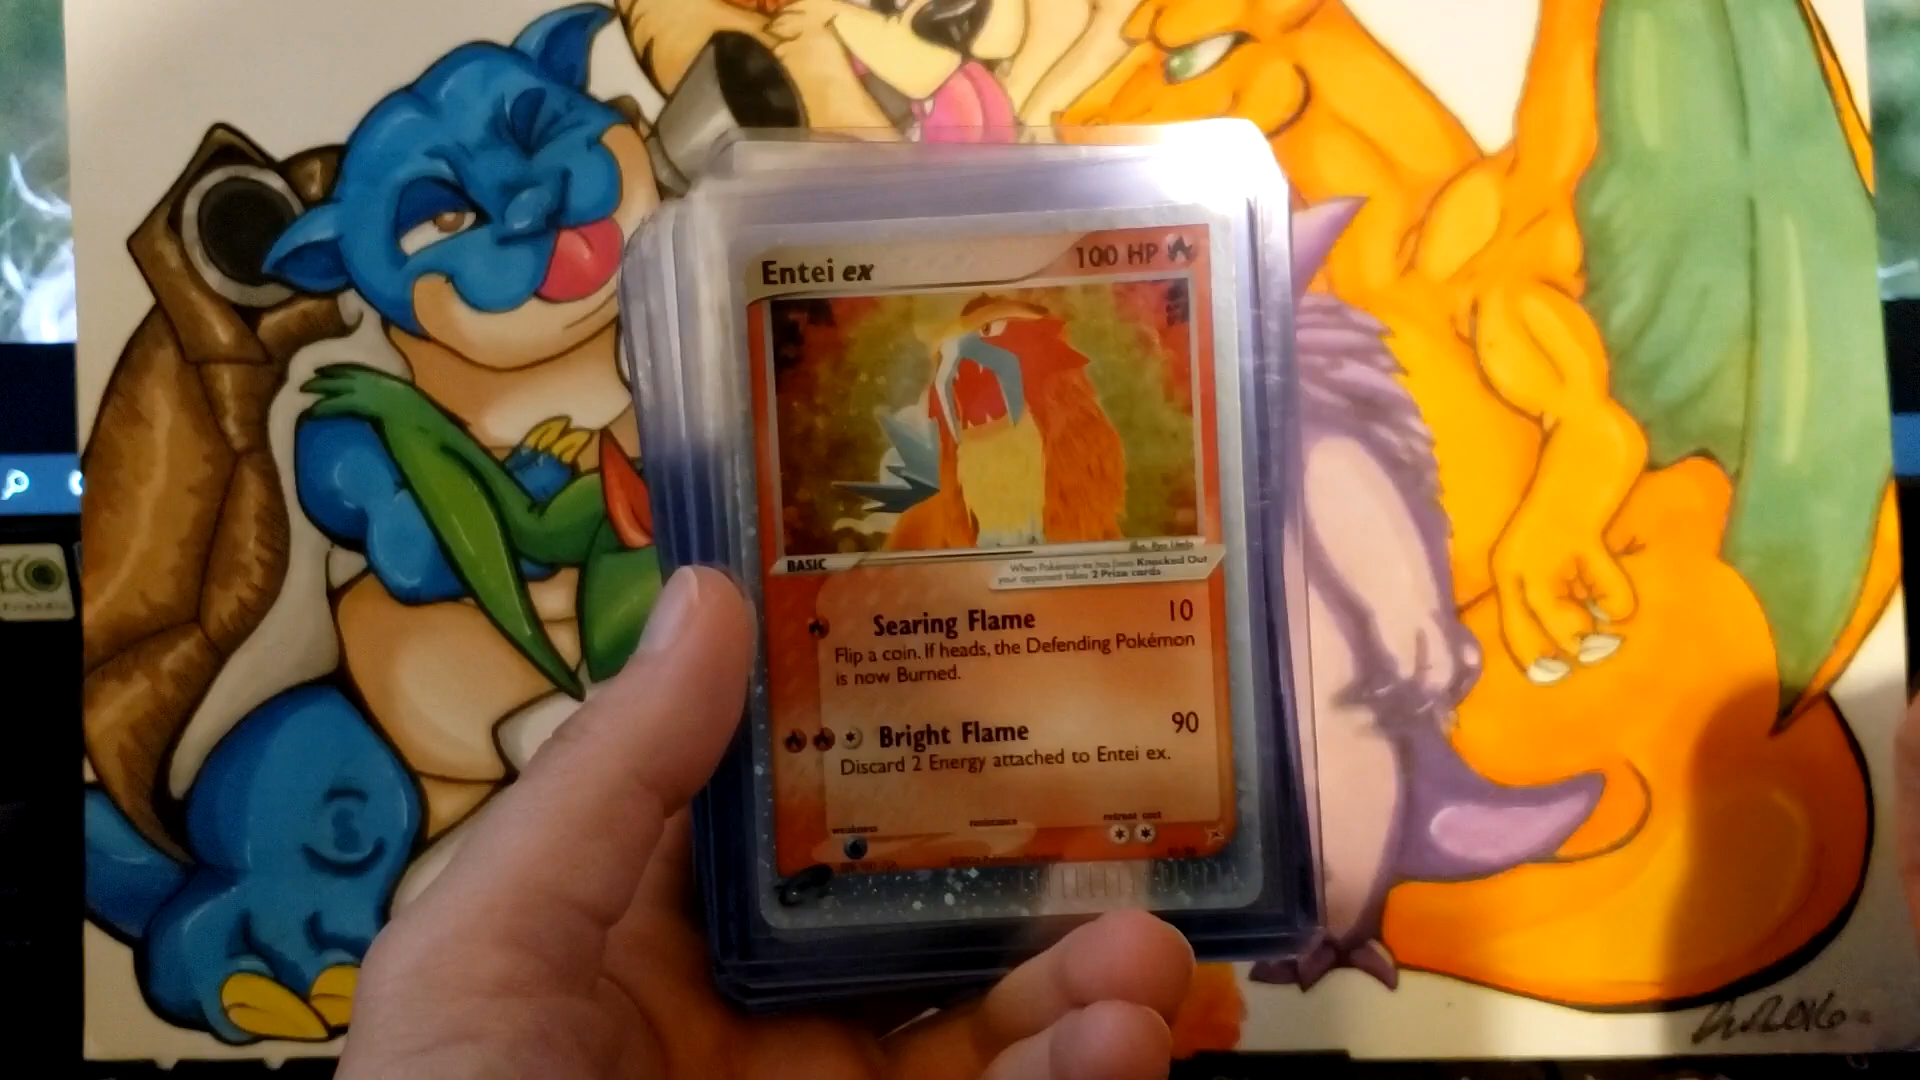 Entei ex
100 HP
BASIC
When Pokémon-ex has been Knocked Out
your opponent takes 2 Prize cards
Searing Flame 10
Flip a coin. If heads, the Defending Pokémon
is now Burned.
Bright Flame 90
Discard 2 Energy attached to Entei ex.
weakness resistance retreat cost